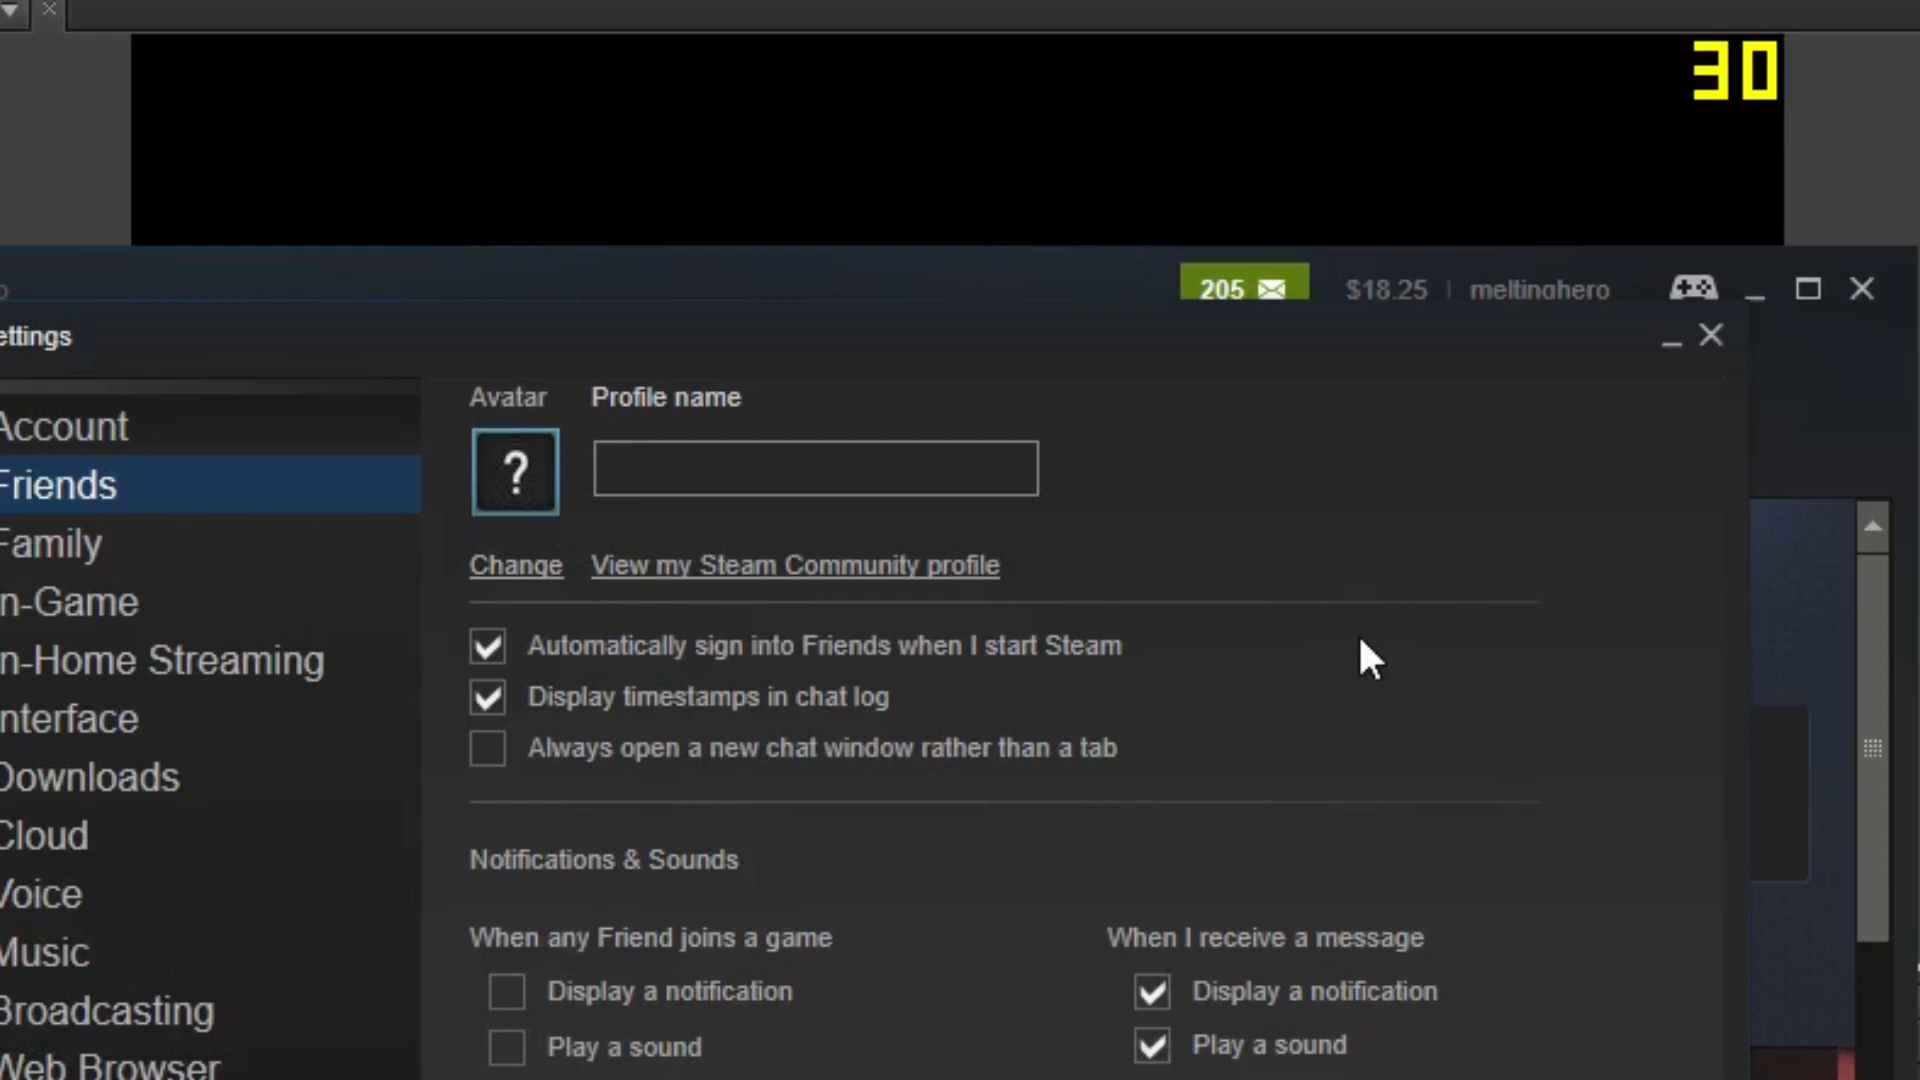 30
205
$18.25 | meltinghero
ettings
Avatar Profile name
Account
?
Friends
Family
Change View my Steam Community profile
n-Game
Automatically sign into Friends when I start Steam
n-Home Streaming
Display timestamps in chat log
nterface
Always open a new chat window rather than a tab
Downloads
Cloud
Notifications & Sounds
Voice
When any Friend joins a game
When I receive a message
Music
Display a notification
Display a notification
Broadcasting
Play a sound
Play a sound
Web Browser